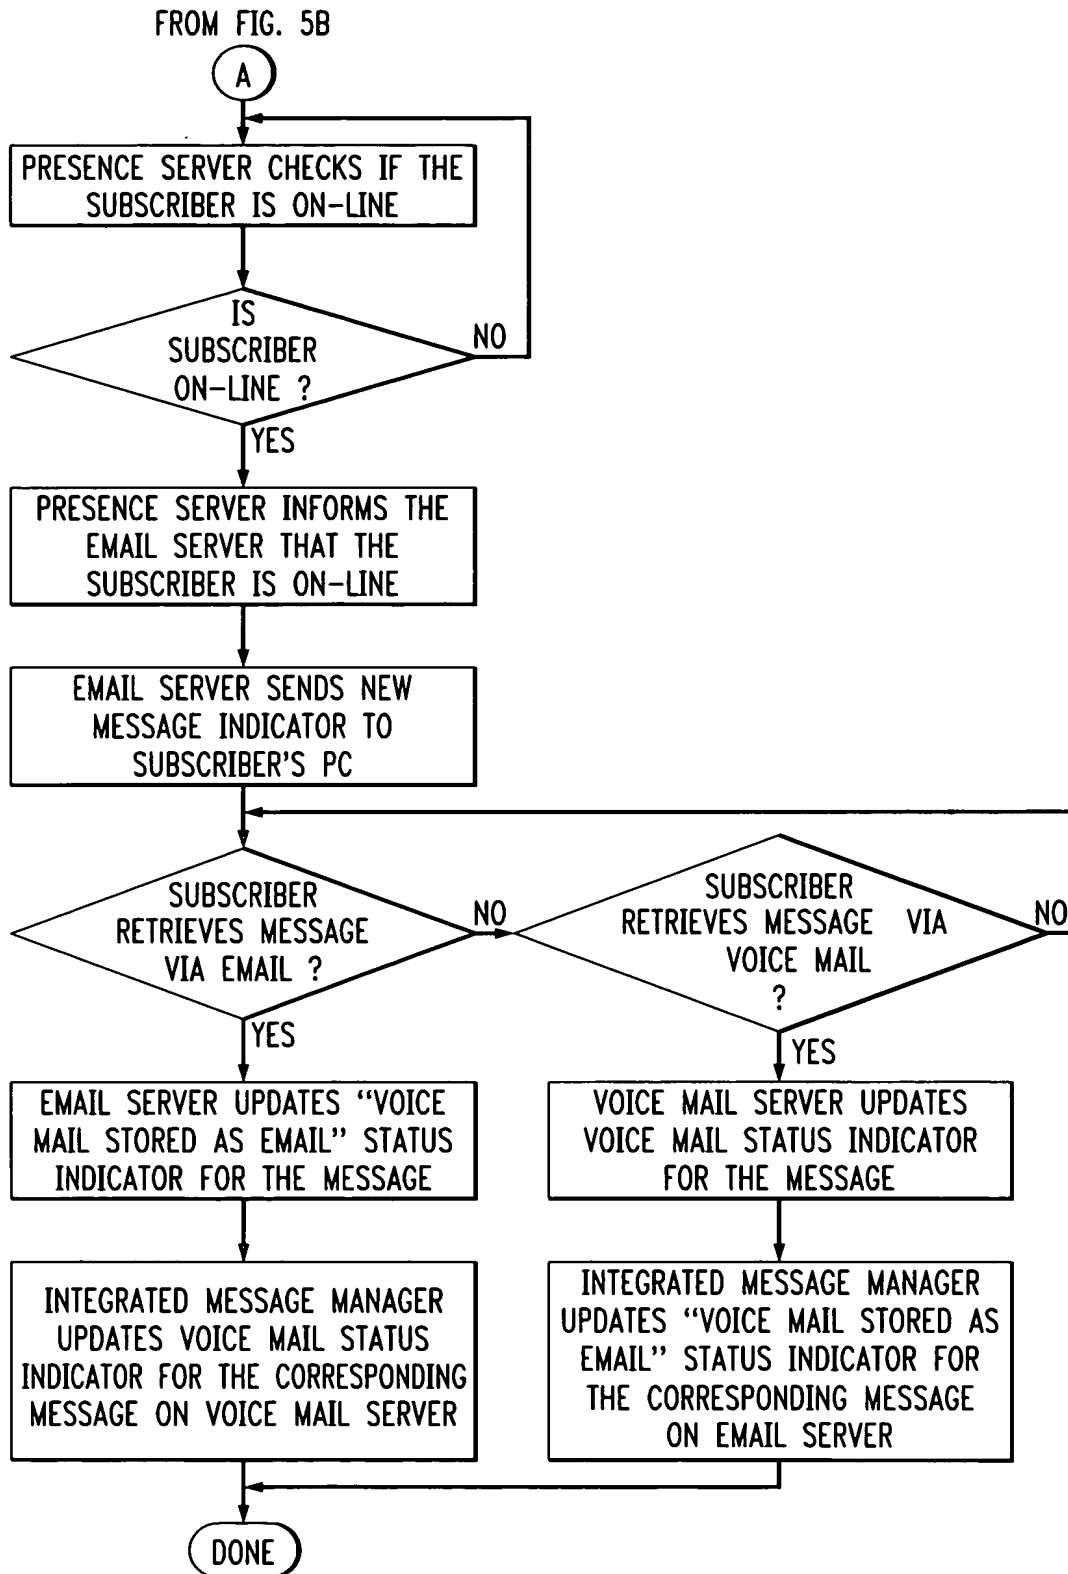 FROM FIG. 5B
A
PRESENCE SERVER CHECKS IF THE
SUBSCRIBER IS ON-LINE
IS
SUBSCRIBER
ON-LINE ?
NO
YES
PRESENCE SERVER INFORMS THE
EMAIL SERVER THAT THE
SUBSCRIBER IS ON-LINE
EMAIL SERVER SENDS NEW
MESSAGE INDICATOR TO
SUBSCRIBER'S PC
SUBSCRIBER
RETRIEVES MESSAGE
VIA EMAIL ?
NO
YES
SUBSCRIBER
RETRIEVES MESSAGE VIA
VOICE MAIL
?
NO
YES
EMAIL SERVER UPDATES “VOICE
MAIL STORED AS EMAIL” STATUS
INDICATOR FOR THE MESSAGE
VOICE MAIL SERVER UPDATES
VOICE MAIL STATUS INDICATOR
FOR THE MESSAGE
INTEGRATED MESSAGE MANAGER
UPDATES VOICE MAIL STATUS
INDICATOR FOR THE CORRESPONDING
MESSAGE ON VOICE MAIL SERVER
INTEGRATED MESSAGE MANAGER
UPDATES “VOICE MAIL STORED AS
EMAIL” STATUS INDICATOR FOR
THE CORRESPONDING MESSAGE
ON EMAIL SERVER
DONE